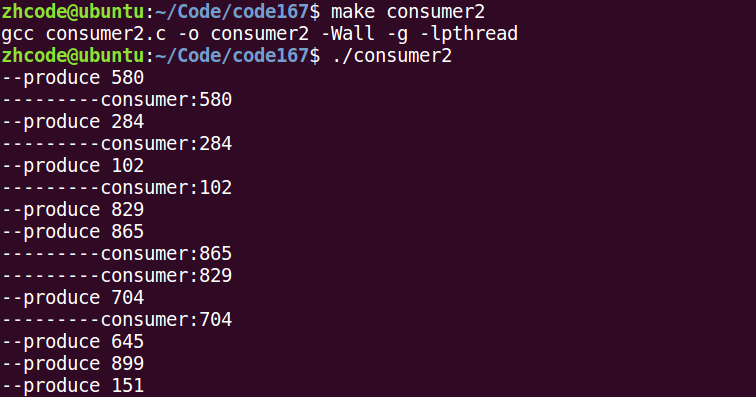 zhcode@ubuntu:~/Code/code167$ make consumer2
gcc consumer2.c -o consumer2 -Wall -g -lpthread
zhcode@ubuntu:~/Code/code167$ ./consumer2
--produce 580
---------consumer:580
--produce 284
---------consumer:284
--produce 102
---------consumer:102
--produce 829
--produce 865
---------consumer:865
---------consumer:829
--produce 704
---------consumer:704
--produce 645
--produce 899
--produce 151